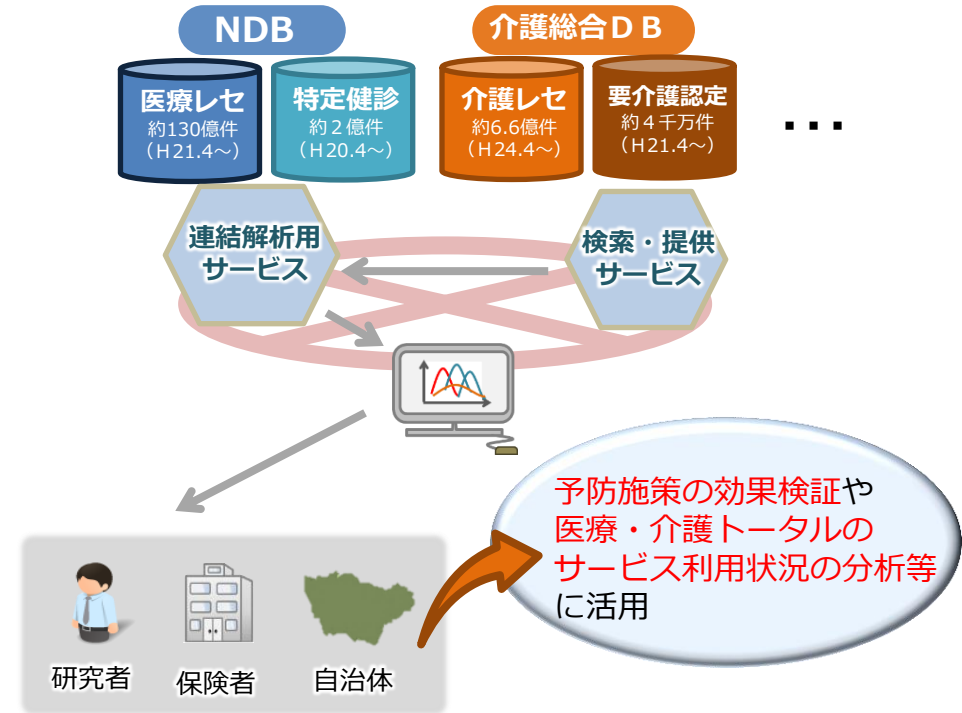 NDB
介護総合ＤＢ
医療レセ
約130億件
（Ｈ21.4～）
特定健診
約２億件
（Ｈ20.4～）
介護レセ
約6.6億件
（Ｈ24.4～）
要介護認定
約４千万件
（Ｈ21.4～）
...
連結解析用
サービス
検索・提供
サービス
予防施策の効果検証や
医療・介護トータルの
サービス利用状況の分析等
に活用
研究者
保険者
自治体